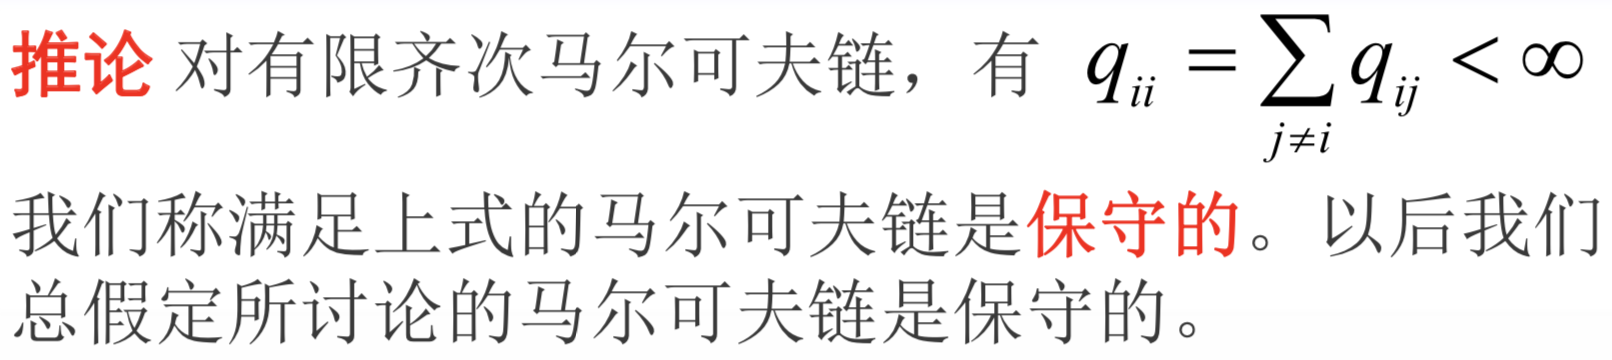 推论 对有限齐次马尔可夫链，有 $q_{ii} = \sum_{j \neq i} q_{ij} < \infty$
我们称满足上式的马尔可夫链是保守的。以后我们
总假定所讨论的马尔可夫链是保守的。